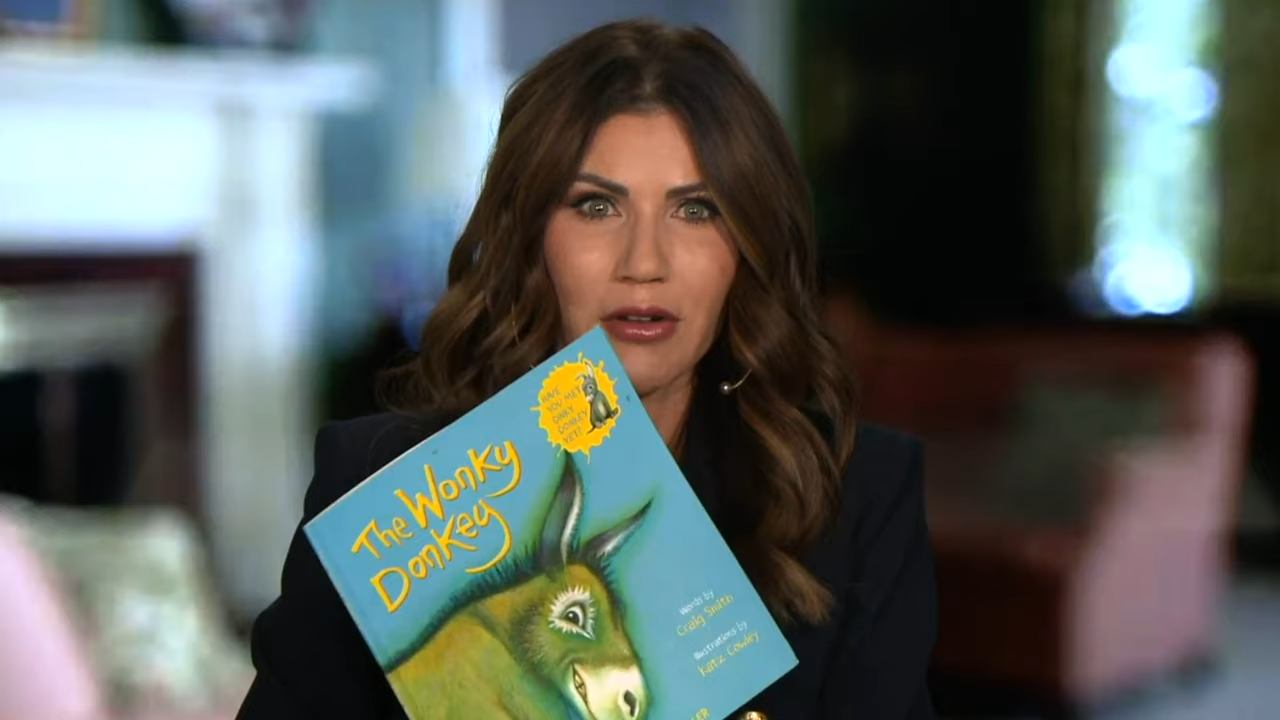 HAVE
YOU MET
DINKY
DONKEY
YET?
The Wonky
Donkey
Words by
Craig Smith
Illustrations by
Katz Cowley